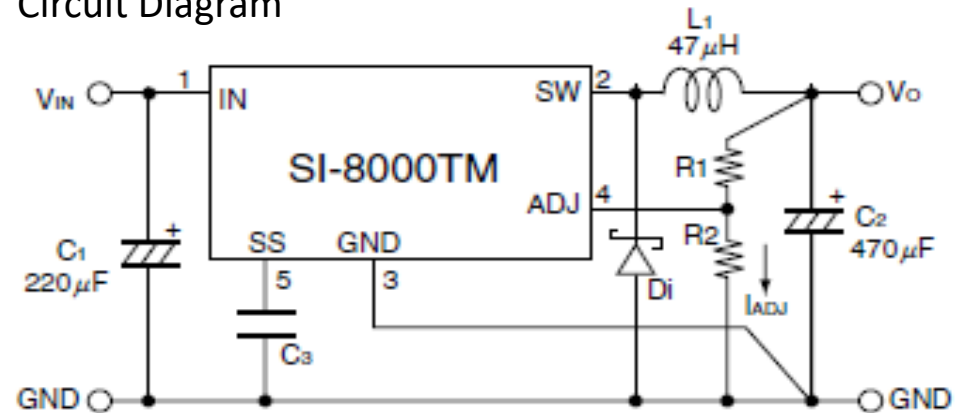 Circuit Diagram
L1
47μH
VIN
1
IN
SW
2
Vo
SI-8000TM
R1
ADJ
4
+
C2
470μF
R2
+
C1
220μF
SS
GND
5
3
Di
IADJ
C3
GND
GND